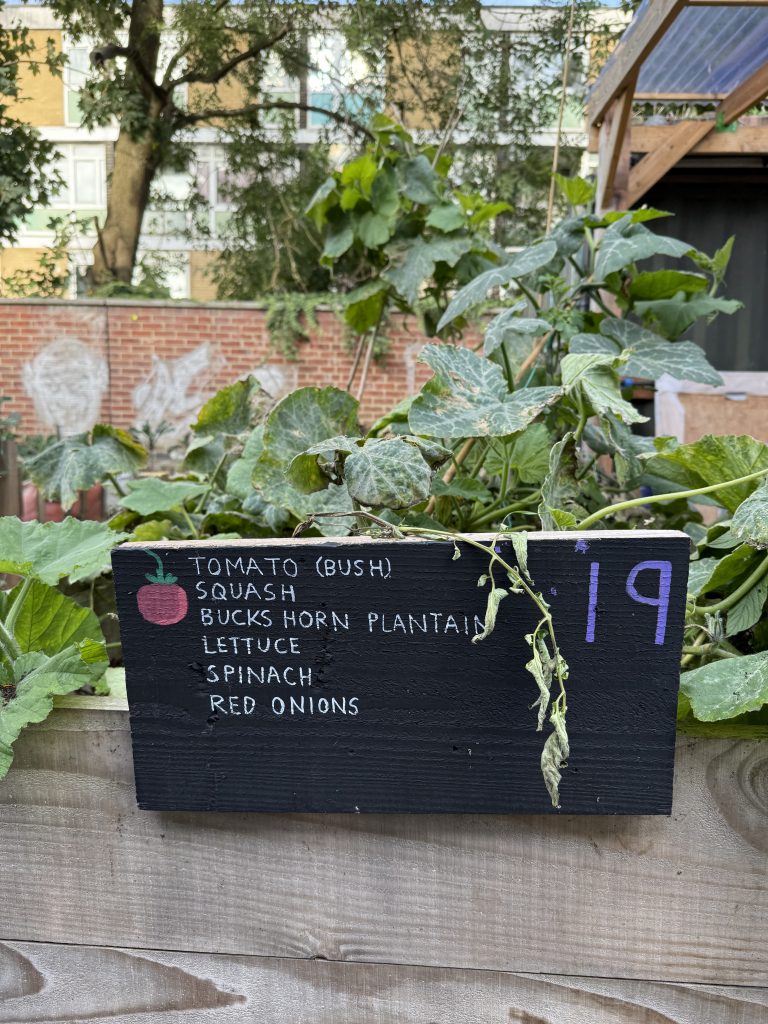 TOMATO (BUSH)
SQUASH
BUCKS HORN PLANTAIN
LETTUCE
SPINACH
RED ONIONS
19